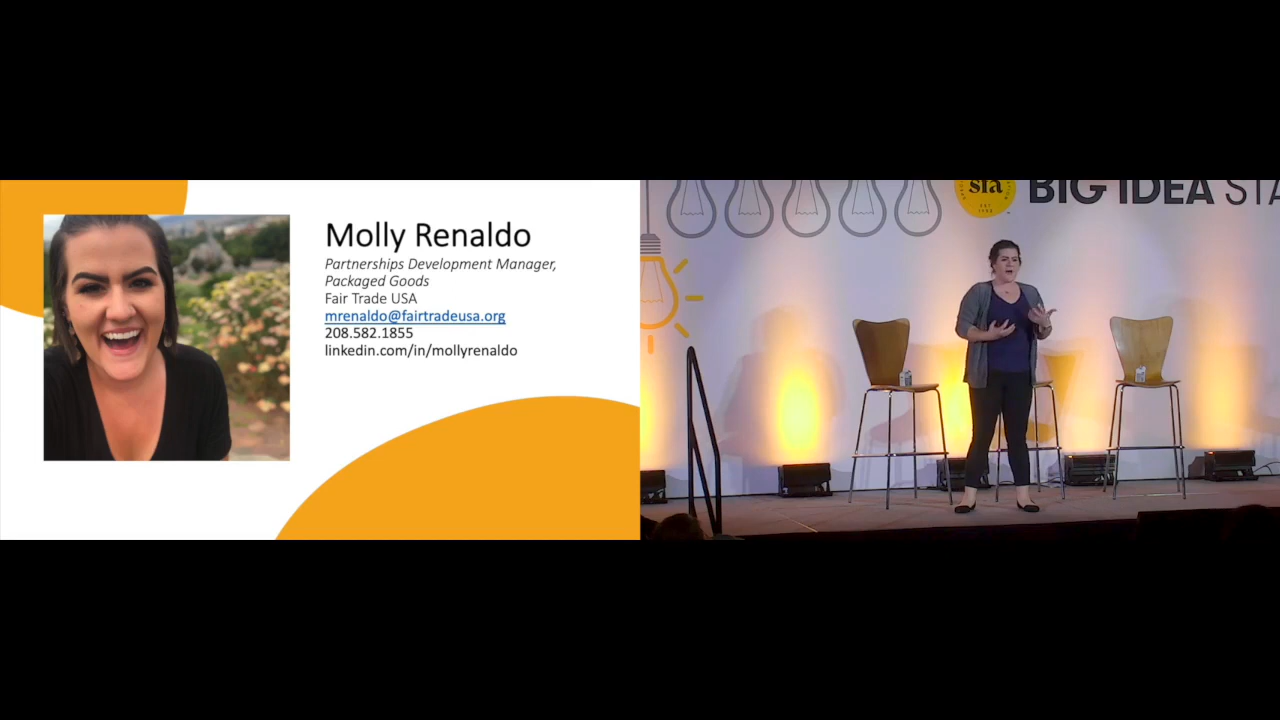 Molly Renaldo
Partnerships Development Manager,
Packaged Goods
Fair Trade USA
mrenaldo@fairtradeusa.org
208.582.1855
linkedin.com/in/mollyrenaldo
sfa
EST
BIG IDEA STA